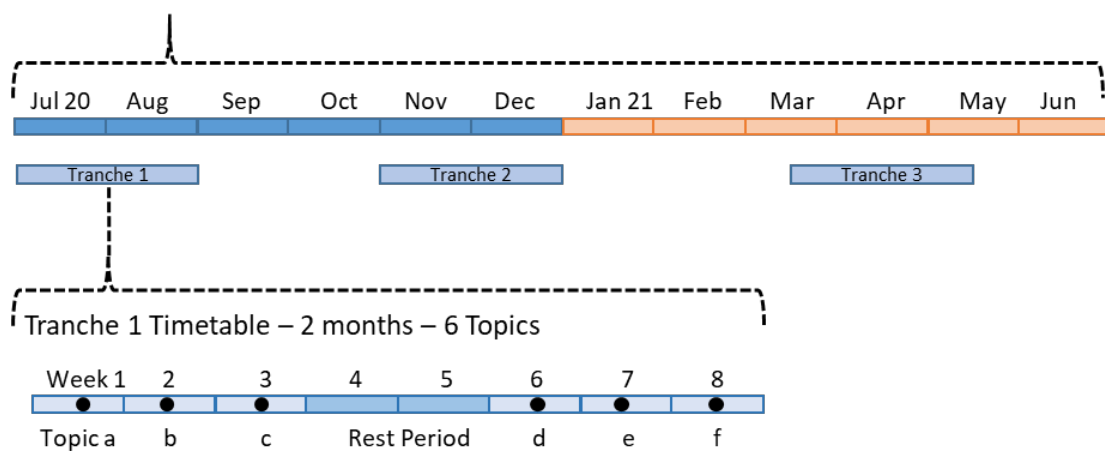 Jul 20 Aug Sep Oct Nov Dec Jan 21 Feb Mar Apr May Jun
Tranche 1 Tranche 2 Tranche 3
Tranche 1 Timetable – 2 months – 6 Topics
Week 1 2 3 4 5 6 7 8
Topic a b c Rest Period d e f